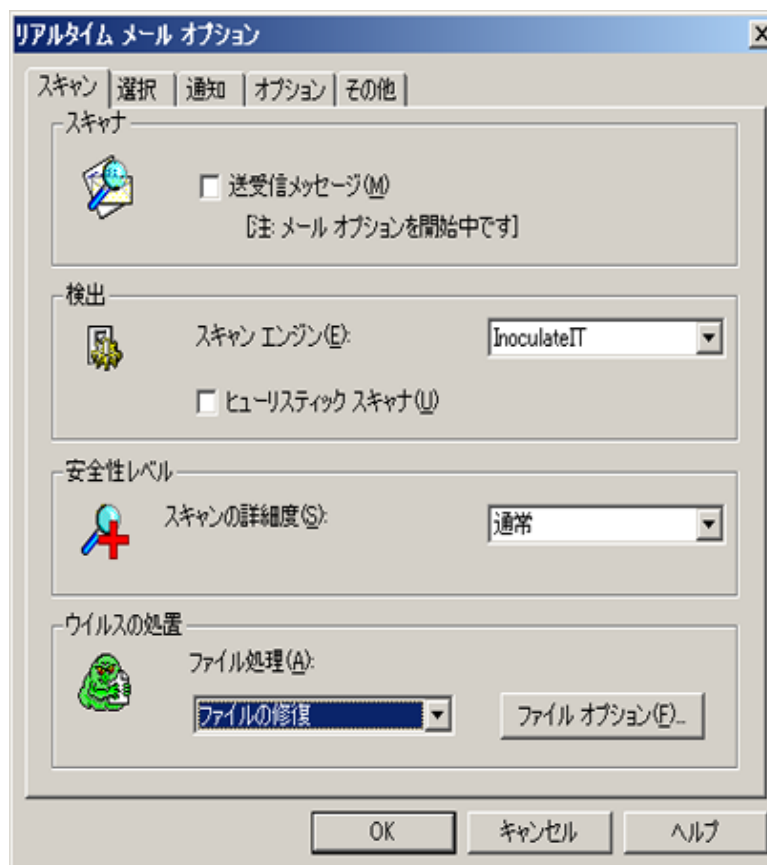 リアルタイム メール オプション
スキャン 選択 通知 オプション その他
スキャナ
送受信メッセージ(M)
[注: メール オプションを開始中です]
検出
スキャン エンジン(E): InoculateIT
ヒューリスティック スキャナ(U)
安全性レベル
スキャンの詳細度(S): 通常
ウイルスの処置
ファイル処理(A):
ファイルの修復 ファイル オプション(F)...
OK キャンセル ヘルプ